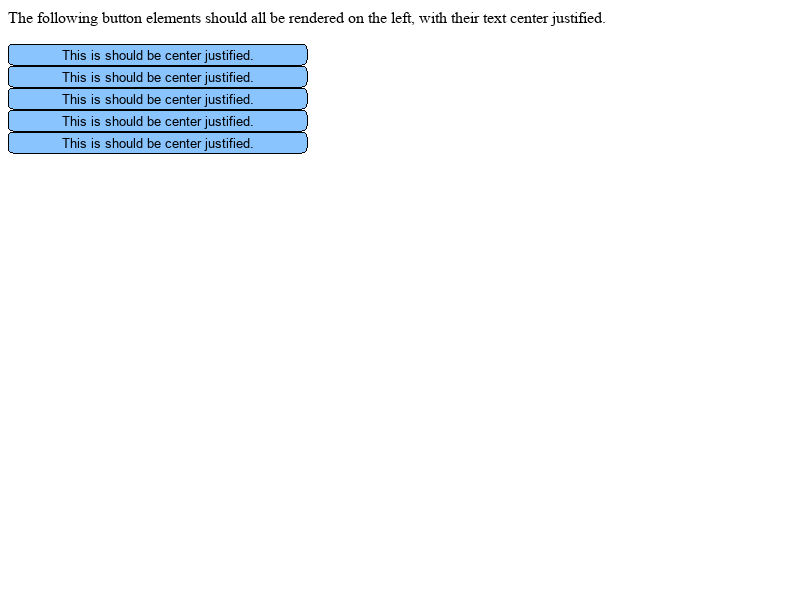 The following button elements should all be rendered on the left, with their text center justified.
This is should be center justified.
This is should be center justified.
This is should be center justified.
This is should be center justified.
This is should be center justified.